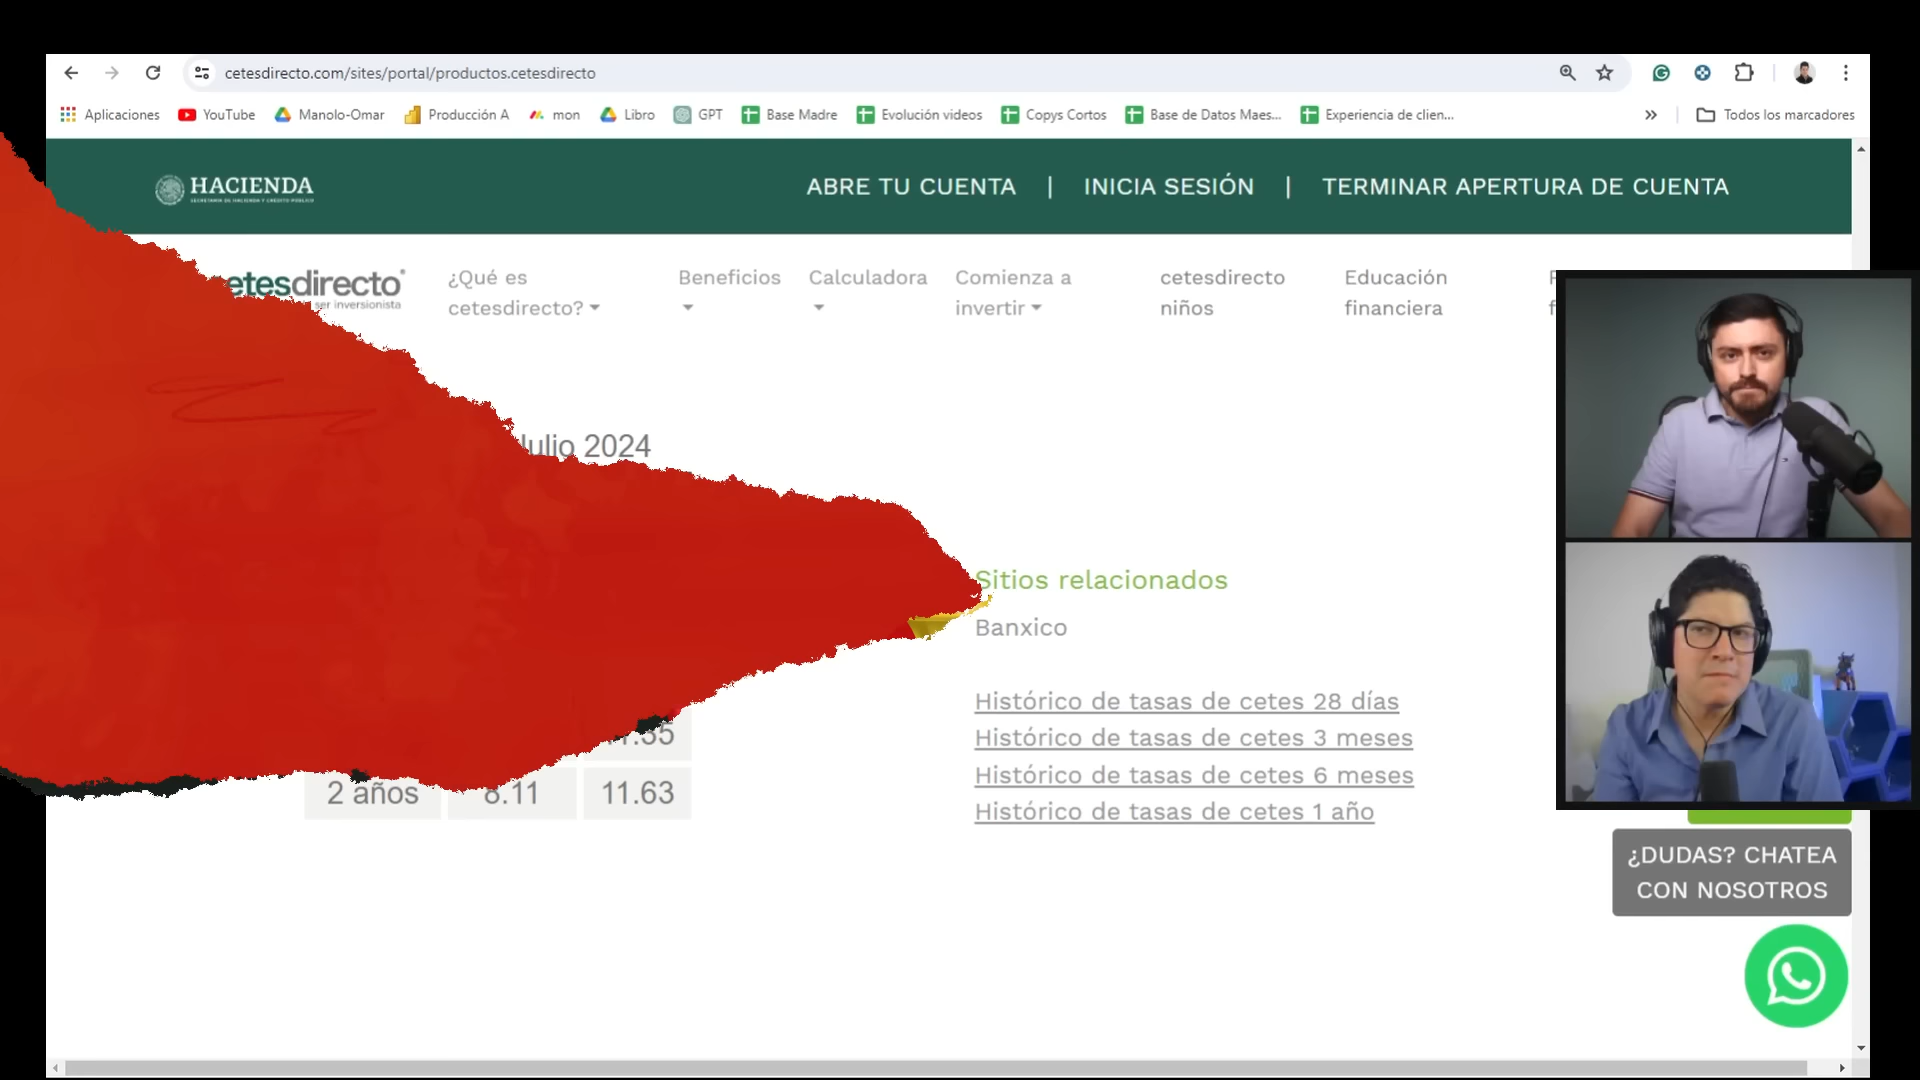 cetesdirecto.com/sites/portal/productos.cetesdirecto
Aplicaciones YouTube Manolo-Omar Producción A mon Libro GPT Base Madre Evolución videos Copys Cortos Base de Datos Maes... Experiencia de clien... » Todos los marcadores
HACIENDA
SECRETARÍA DE HACIENDA Y CRÉDITO PÚBLICO
ABRE TU CUENTA | INICIA SESIÓN | TERMINAR APERTURA DE CUENTA
etesdirecto
ser inversionista
¿Qué es
cetesdirecto?
Beneficios
Calculadora
Comienza a
invertir
cetesdirecto
niños
Educación
financiera
Julio 2024
2 años 8.11 11.63
Sitios relacionados
Banxico
Histórico de tasas de cetes 28 días
Histórico de tasas de cetes 3 meses
Histórico de tasas de cetes 6 meses
Histórico de tasas de cetes 1 año
¿DUDAS? CHATEA
CON NOSOTROS